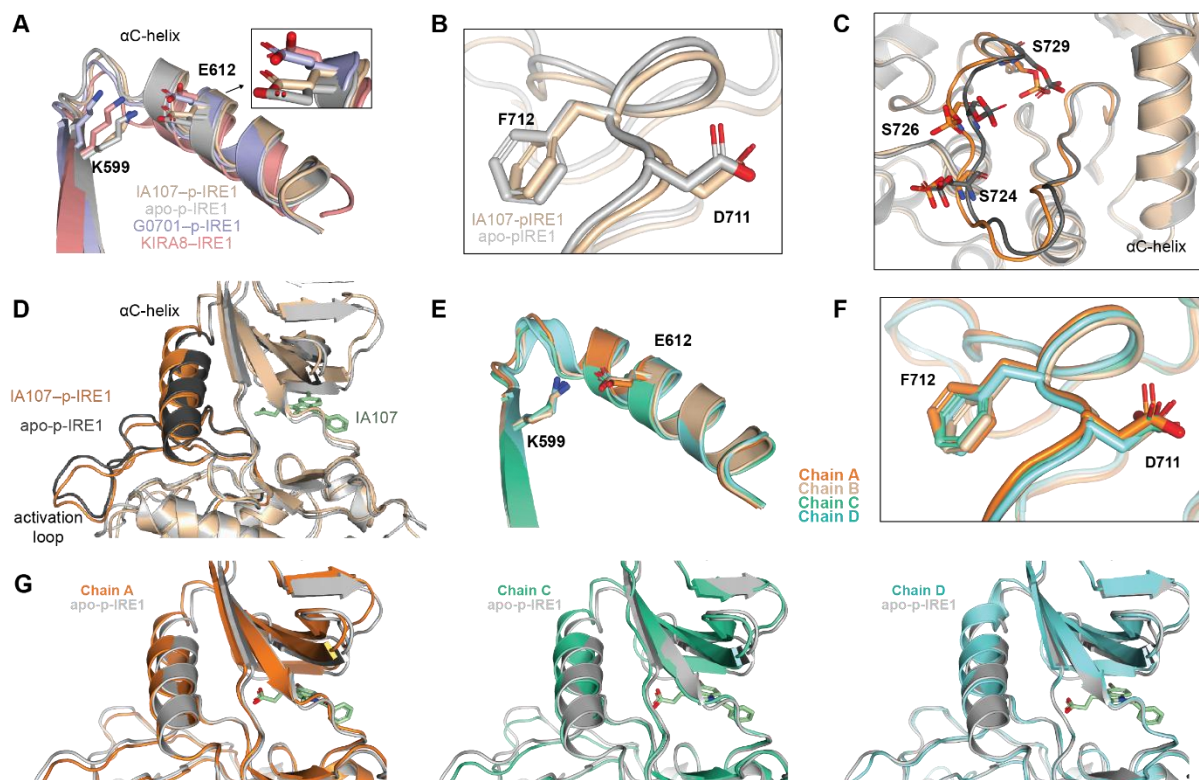 A
αC-helix
E612
K599
IA107–p-IRE1
apo-p-IRE1
G0701–p-IRE1
KIRA8–IRE1
B
F712
D711
IA107-pIRE1
apo-pIRE1
C
S729
S726
S724
αC-helix
D
αC-helix
IA107–p-IRE1
apo-p-IRE1
IA107
activation
loop
E
E612
K599
Chain A
Chain B
Chain C
Chain D
F
F712
D711
G
Chain A
apo-p-IRE1
Chain C
apo-p-IRE1
Chain D
apo-p-IRE1